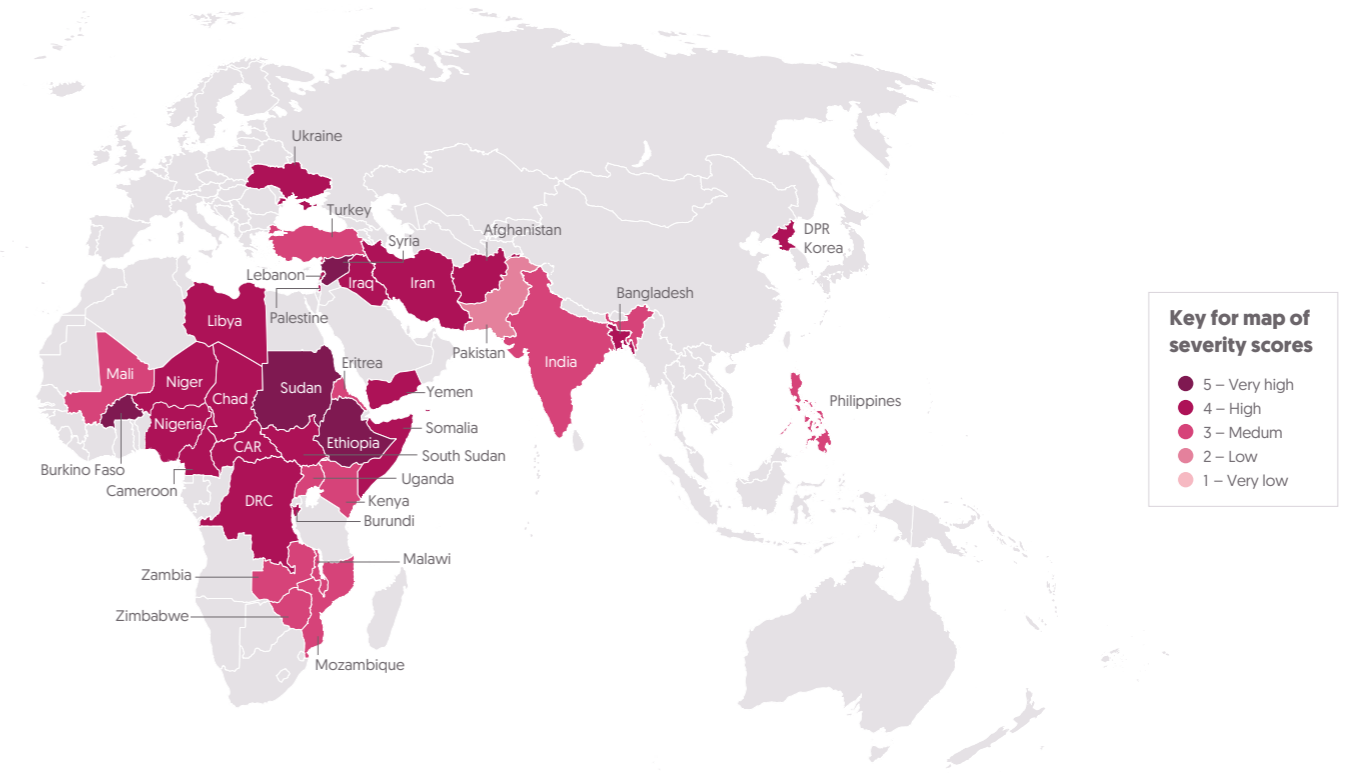 Ukraine
Turkey
Syria
Afghanistan
DPR
Korea
Lebanon
Iraq
Iran
Palestine
Bangladesh
Libya
Pakistan
India
Key for map of
severity scores
5 – Very high
4 – High
3 – Medum
2 – Low
1 – Very low
Mali
Niger
Chad
Sudan
Eritrea
Yemen
Philippines
Nigeria
Somalia
CAR
Ethiopia
South Sudan
Burkino Faso
Cameroon
Uganda
DRC
Kenya
Burundi
Malawi
Zambia
Zimbabwe
Mozambique